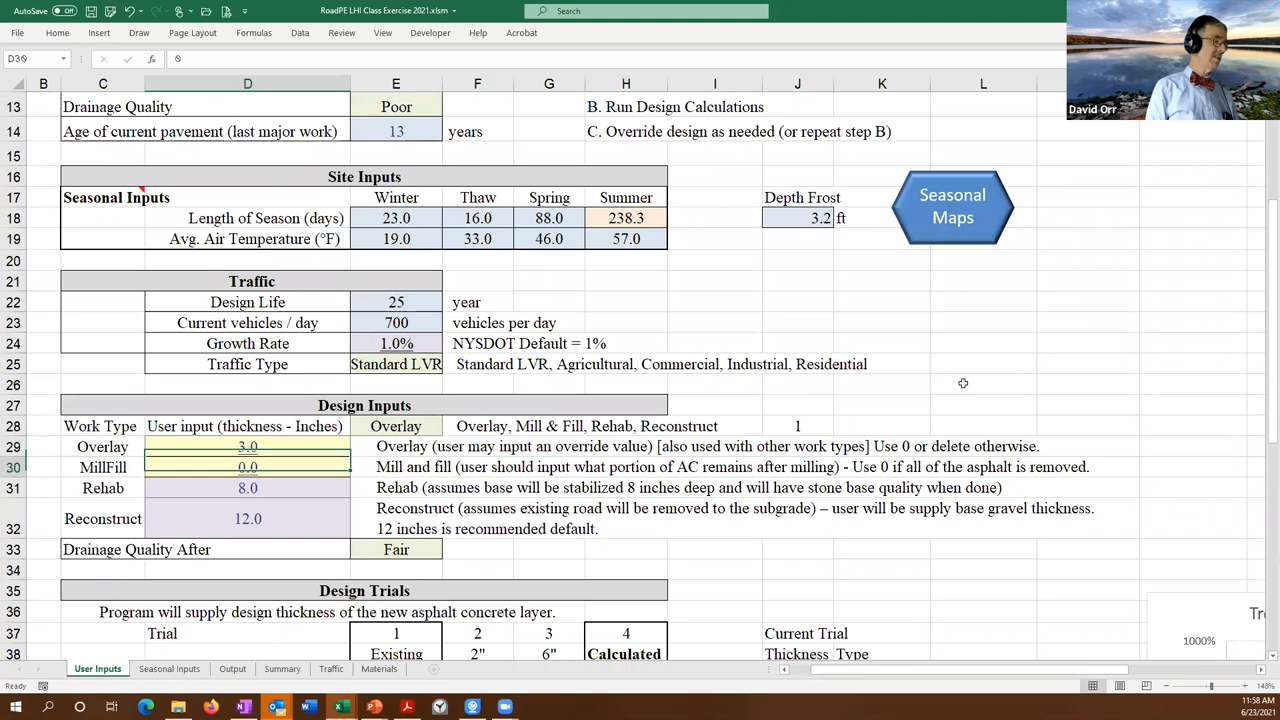 AutoSave Off RoadPE LHI Class Exercise 2021.xlsm Search
File Home Insert Draw Page Layout Formulas Data Review View Developer Help Acrobat
D30 fx 0
B C D E F G H I J K L
13 Drainage Quality Poor B. Run Design Calculations
David Orr
14 Age of current pavement (last major work) 13 years C. Override design as needed (or repeat step B)
15
16 Site Inputs
17 Seasonal Inputs Winter Thaw Spring Summer Depth Frost
18 Length of Season (days) 23.0 16.0 88.0 238.3 3.2 ft
19 Avg. Air Temperature (°F) 19.0 33.0 46.0 57.0
Seasonal
Maps
20
21 Traffic
22 Design Life 25 year
23 Current vehicles / day 700 vehicles per day
24 Growth Rate 1.0% NYSDOT Default = 1%
25 Traffic Type Standard LVR Standard LVR, Agricultural, Commercial, Industrial, Residential
26
27 Design Inputs
28 Work Type User input (thickness - Inches) Overlay Overlay, Mill & Fill, Rehab, Reconstruct 1
29 Overlay 3.0 Overlay (user may input an override value) [also used with other work types] Use 0 or delete otherwise.
30 MillFill 0.0 Mill and fill (user should input what portion of AC remains after milling) - Use 0 if all of the asphalt is removed.
31 Rehab 8.0 Rehab (assumes base will be stabilized 8 inches deep and will have stone base quality when done)
Reconstruct (assumes existing road will be removed to the subgrade) – user will be supply base gravel thickness.
32 Reconstruct 12.0 12 inches is recommended default.
33 Drainage Quality After Fair
34
35 Design Trials
36 Program will supply design thickness of the new asphalt concrete layer.
37 Trial 1 2 3 4 Current Trial
38 Existing 2" 6" Calculated Thickness Type
1000%
User Inputs Seasonal Inputs Output Summary Traffic Materials
Ready 148%
11:58 AM
6/23/2021